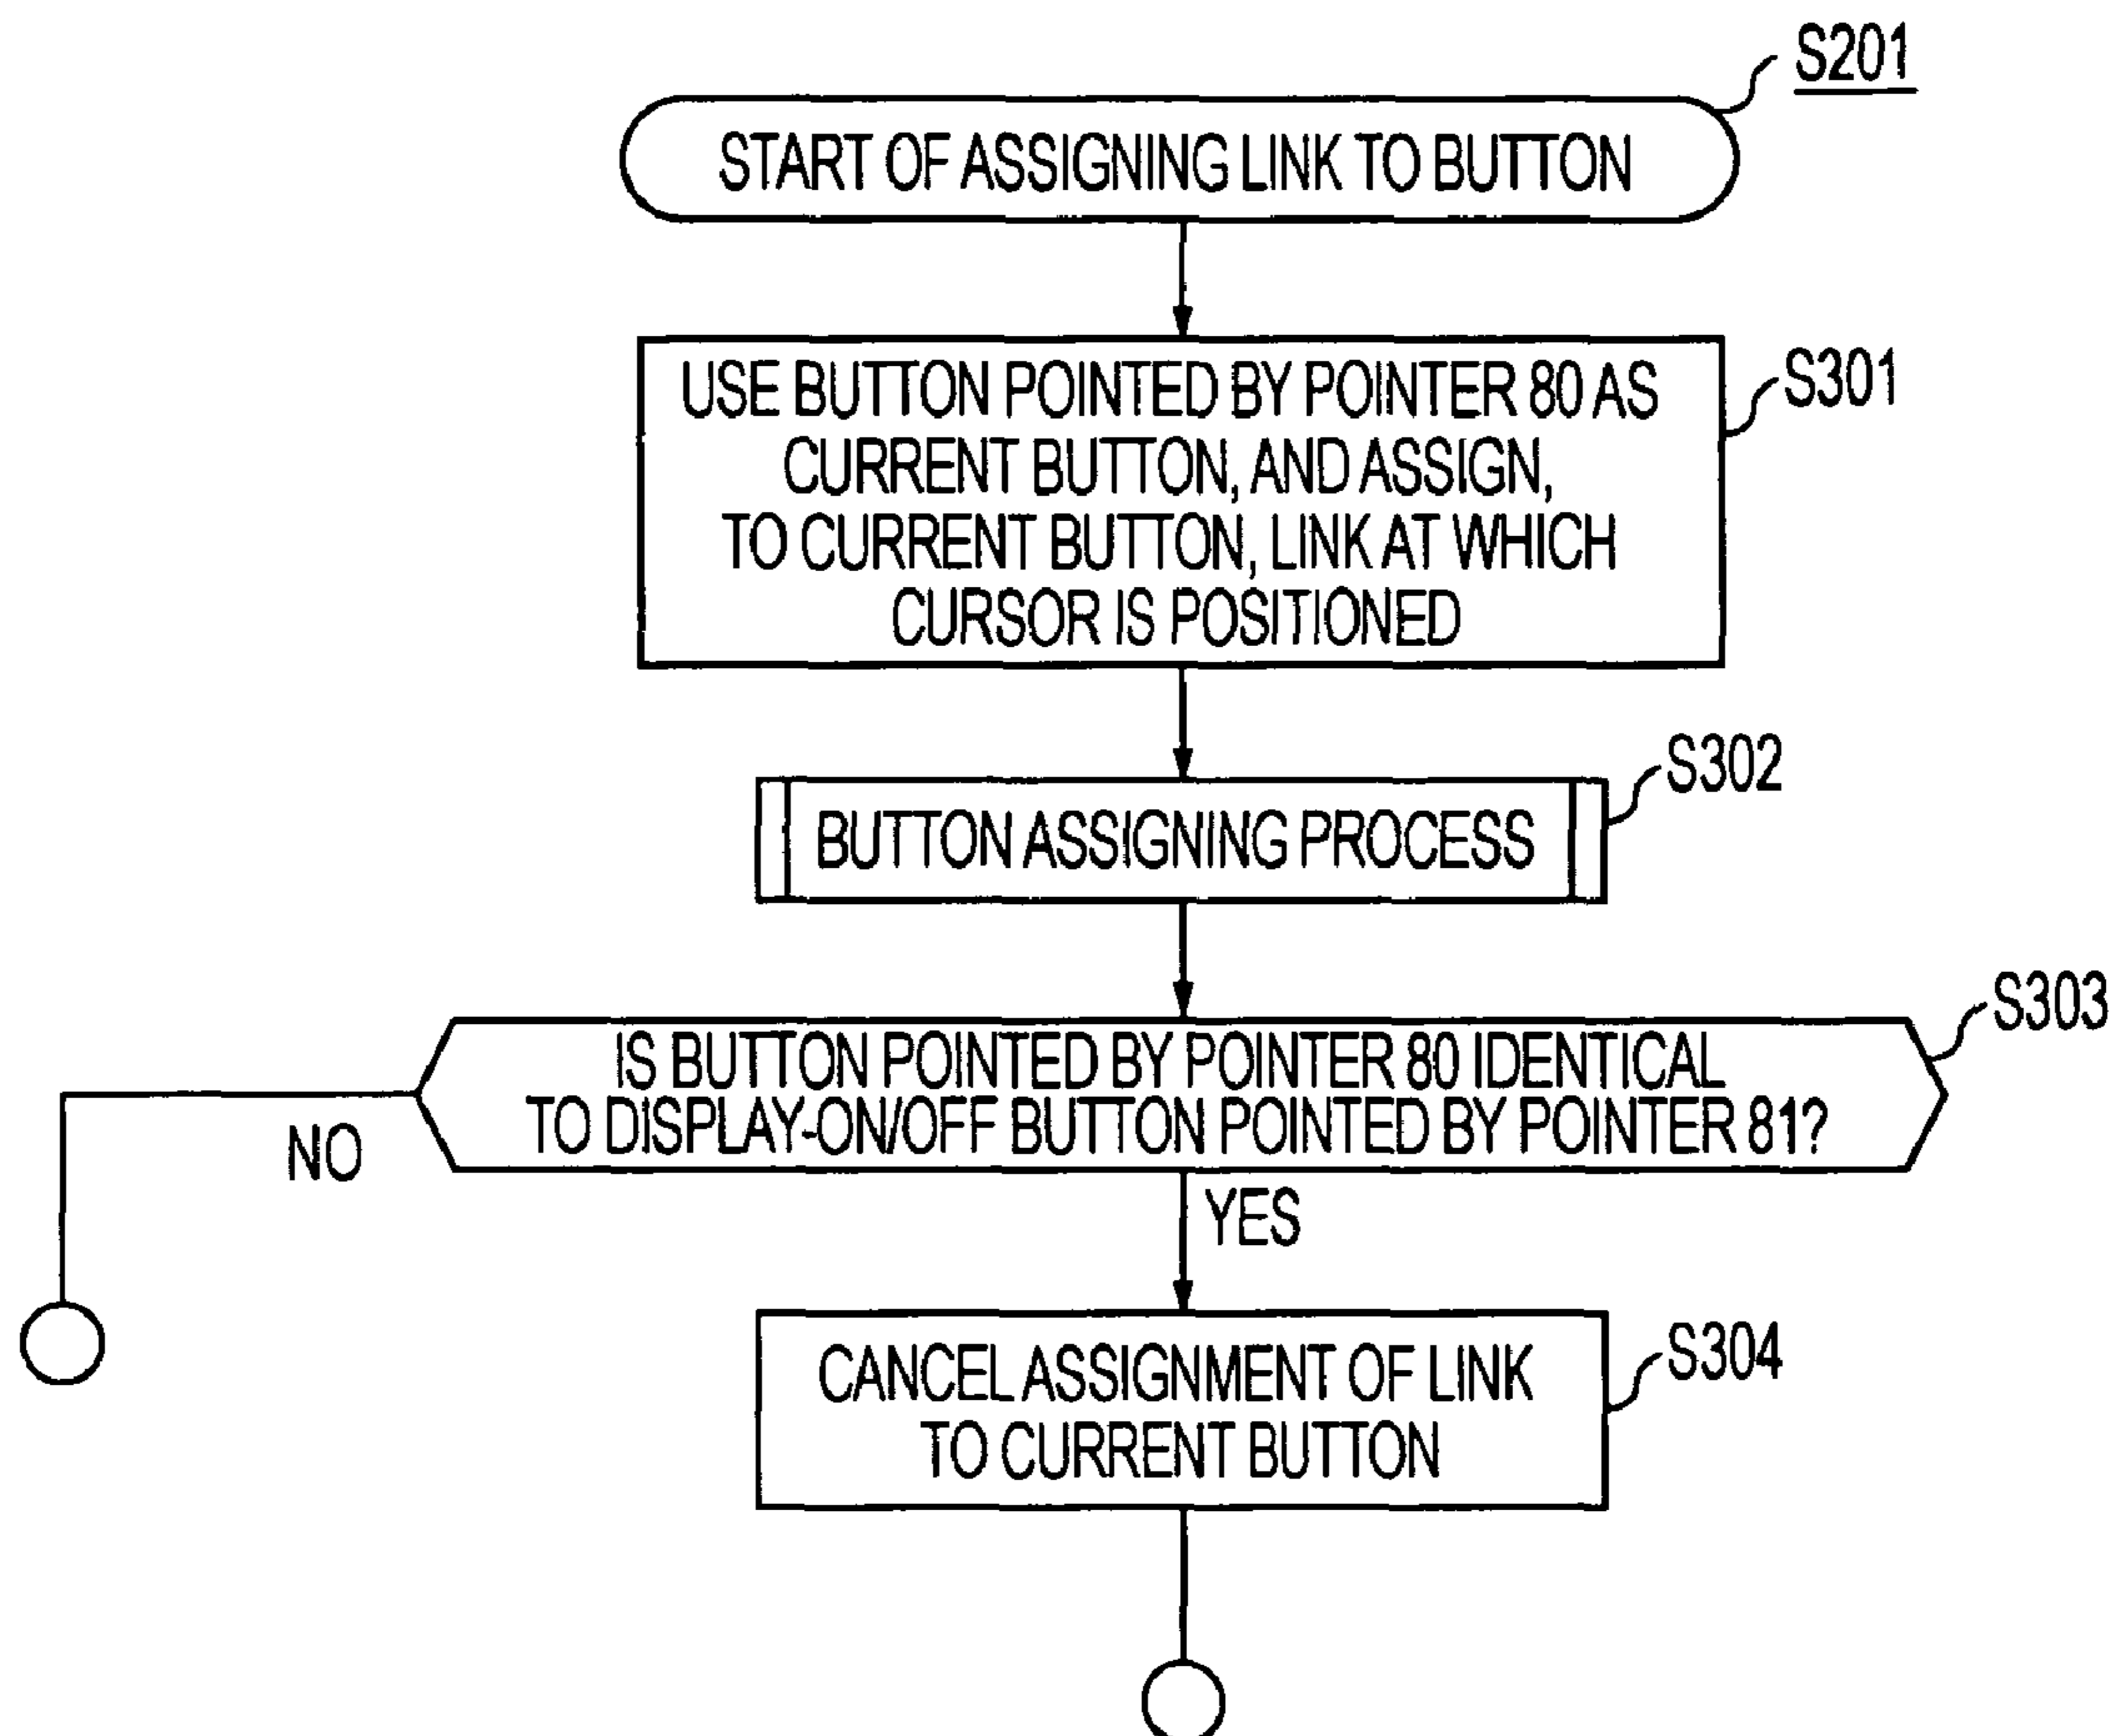 S201
START OF ASSIGNING LINK TO BUTTON
USE BUTTON POINTED BY POINTER 80 AS
CURRENT BUTTON, AND ASSIGN,
TO CURRENT BUTTON, LINK AT WHICH
CURSOR IS POSITIONED
S301
S302
BUTTON ASSIGNING PROCESS
S303
IS BUTTON POINTED BY POINTER 80 IDENTICAL
TO DISPLAY-ON/OFF BUTTON POINTED BY POINTER 81?
NO
YES
S304
CANCEL ASSIGNMENT OF LINK
TO CURRENT BUTTON